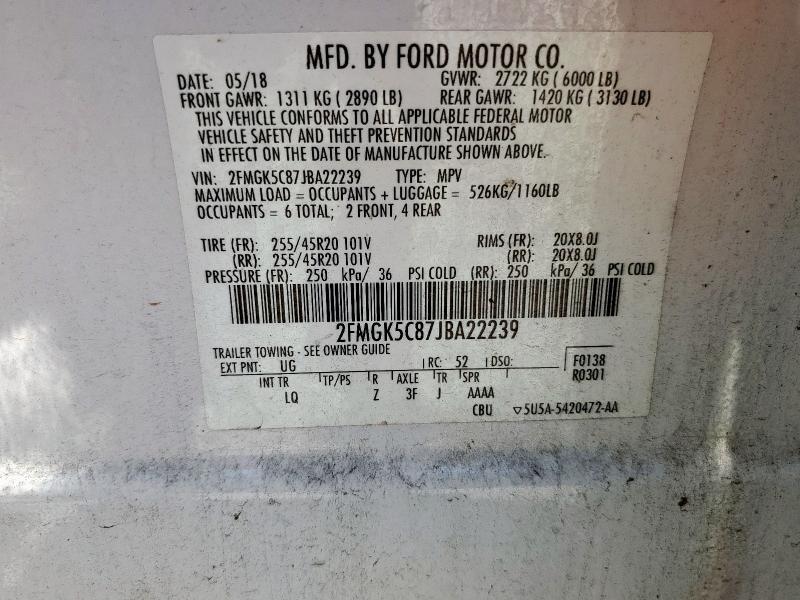 MFD. BY FORD MOTOR CO.
DATE: 05/18 GVWR: 2722 KG ( 6000 LB)
FRONT GAWR: 1311 KG ( 2890 LB) REAR GAWR: 1420 KG ( 3130 LB)
THIS VEHICLE CONFORMS TO ALL APPLICABLE FEDERAL MOTOR
VEHICLE SAFETY AND THEFT PREVENTION STANDARDS
IN EFFECT ON THE DATE OF MANUFACTURE SHOWN ABOVE.
VIN: 2FMGK5C87JBA22239 TYPE: MPV
MAXIMUM LOAD = OCCUPANTS + LUGGAGE = 526KG/1160LB
OCCUPANTS = 6 TOTAL; 2 FRONT, 4 REAR
TIRE (FR): 255/45R20 101V RIMS (FR): 20X8.0J
(RR): 255/45R20 101V (RR): 20X8.0J
PRESSURE (FR): 250 kPa/ 36 PSI COLD (RR): 250 kPa/ 36 PSI COLD
2FMGK5C87JBA22239
TRAILER TOWING - SEE OWNER GUIDE
EXT PNT: UG RC: 52 DSO: F0138
INT TR TP/PS R AXLE TR SPR R0301
LQ Z 3F J AAAA
CBU ▽5U5A-5420472-AA